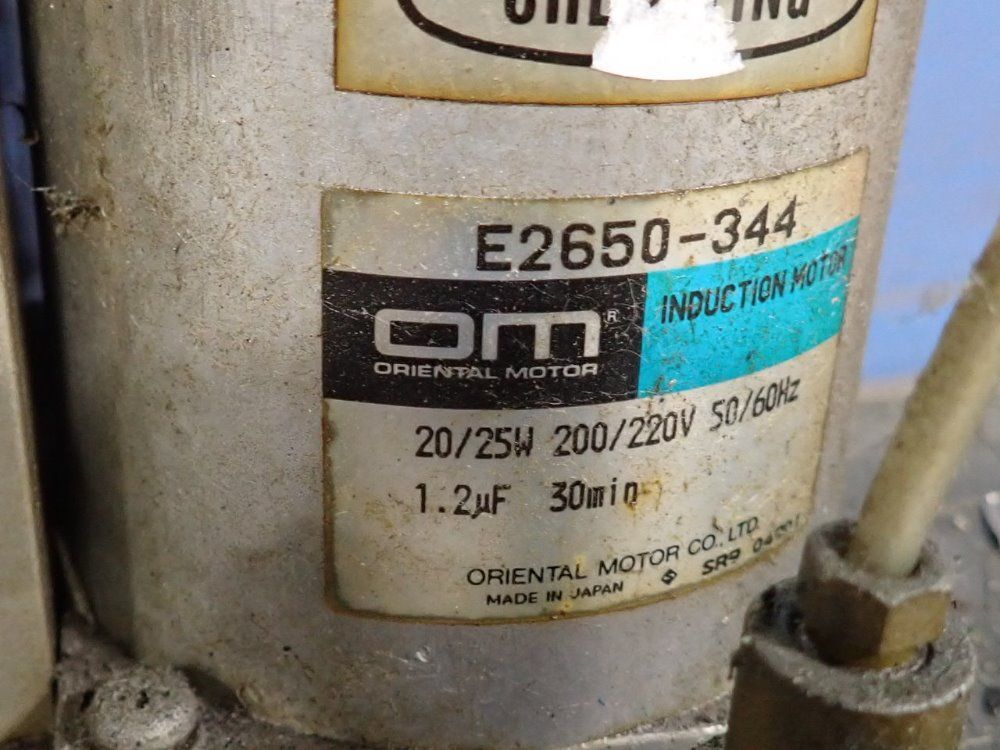 E2650-344
om®
ORIENTAL MOTOR
INDUCTION MOTOR
20/25W 200/220V 50/60Hz
1.2μF 30min
ORIENTAL MOTOR CO., LTD.
MADE IN JAPAN SR9